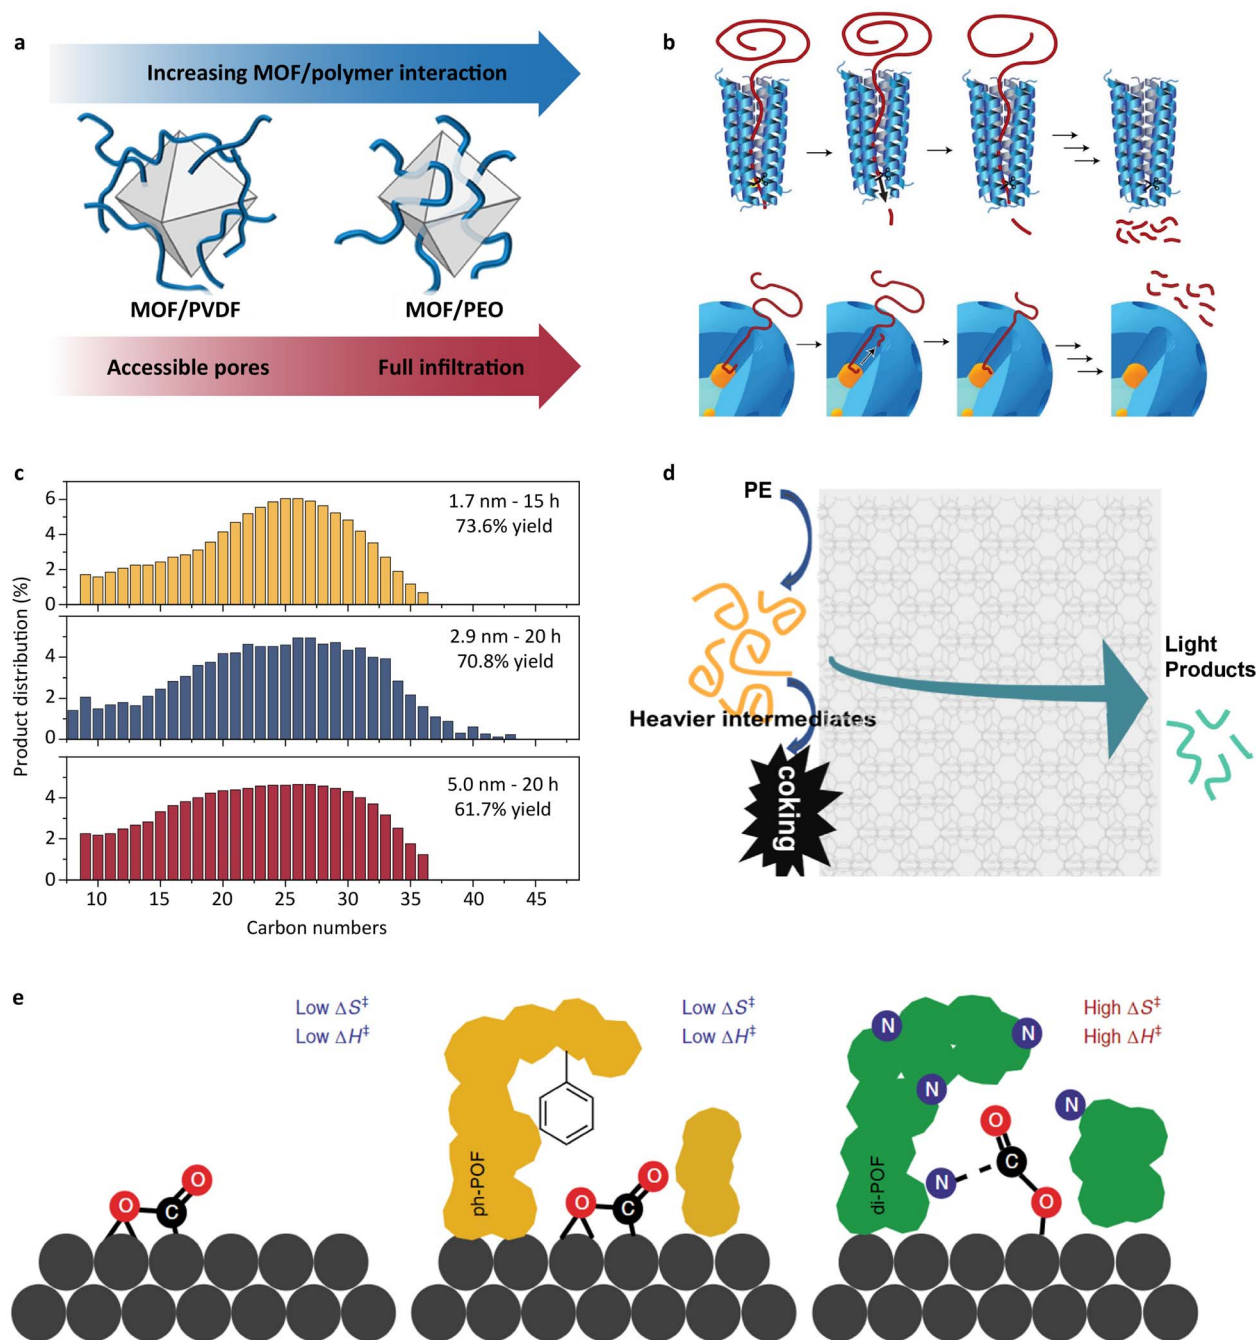 a
Increasing MOF/polymer interaction
MOF/PVDF
MOF/PEO
Accessible pores
Full infiltration
b
c
Product distribution (%)
6
4
2
0
1.7 nm - 15 h
73.6% yield
4
2
0
2.9 nm - 20 h
70.8% yield
4
2
0
5.0 nm - 20 h
61.7% yield
10 15 20 25 30 35 40 45
Carbon numbers
d
PE
Heavier intermediates
coking
Light
Products
e
Low ΔS‡
Low ΔH‡
O
C
O
Low ΔS‡
Low ΔH‡
ph-POF
O
C
O
High ΔS‡
High ΔH‡
N
N
N
N
N
di-POF
O
C
O